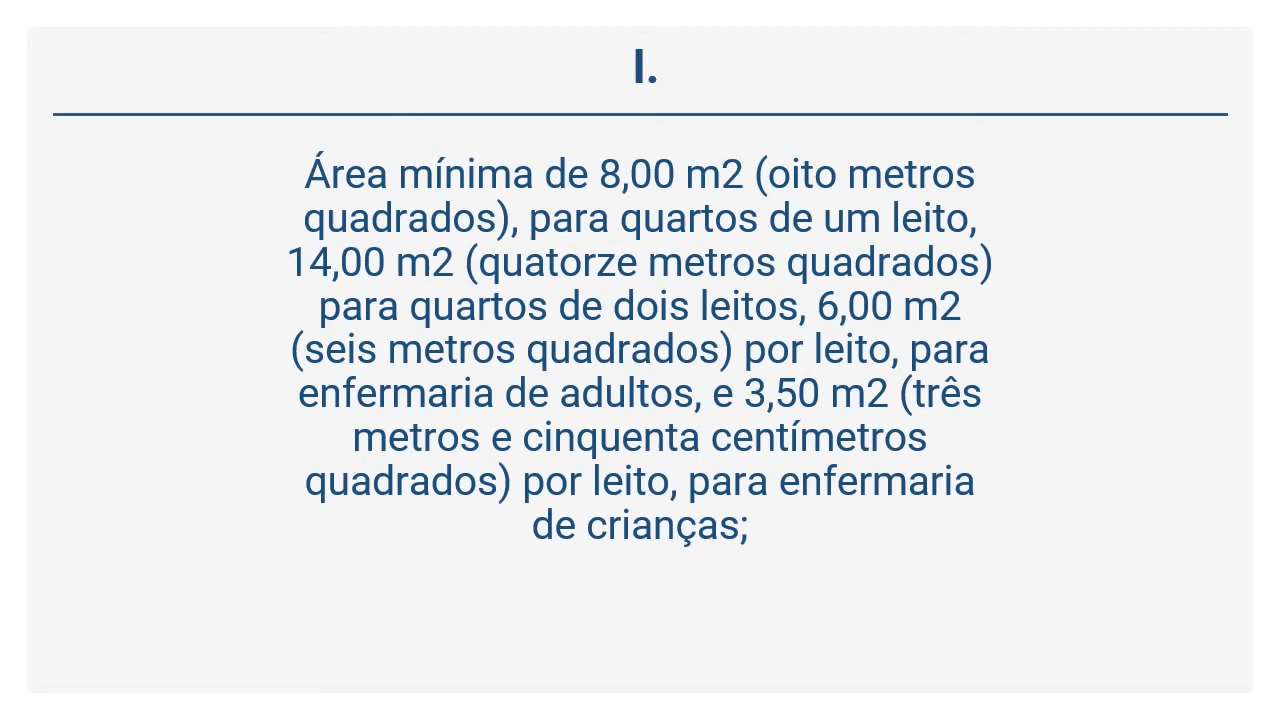 I.
Área mínima de 8,00 m2 (oito metros
quadrados), para quartos de um leito,
14,00 m2 (quatorze metros quadrados)
para quartos de dois leitos, 6,00 m2
(seis metros quadrados) por leito, para
enfermaria de adultos, e 3,50 m2 (três
metros e cinquenta centímetros
quadrados) por leito, para enfermaria
de crianças;